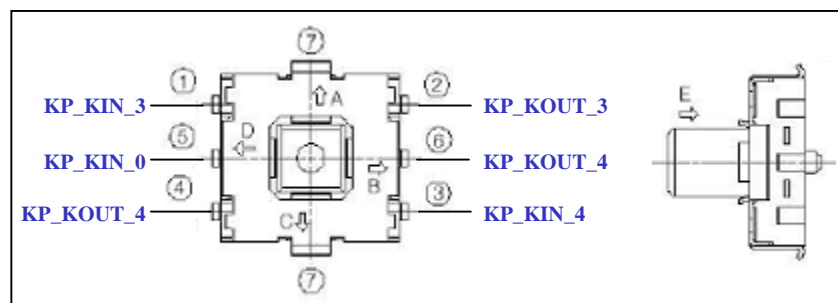 ⑦
① ②
KP_KIN_3 A KP_KOUT_3 E
⑤ D ⑥
KP_KIN_0 KP_KOUT_4
④ B
C ③
KP_KOUT_4 KP_KIN_4
⑦